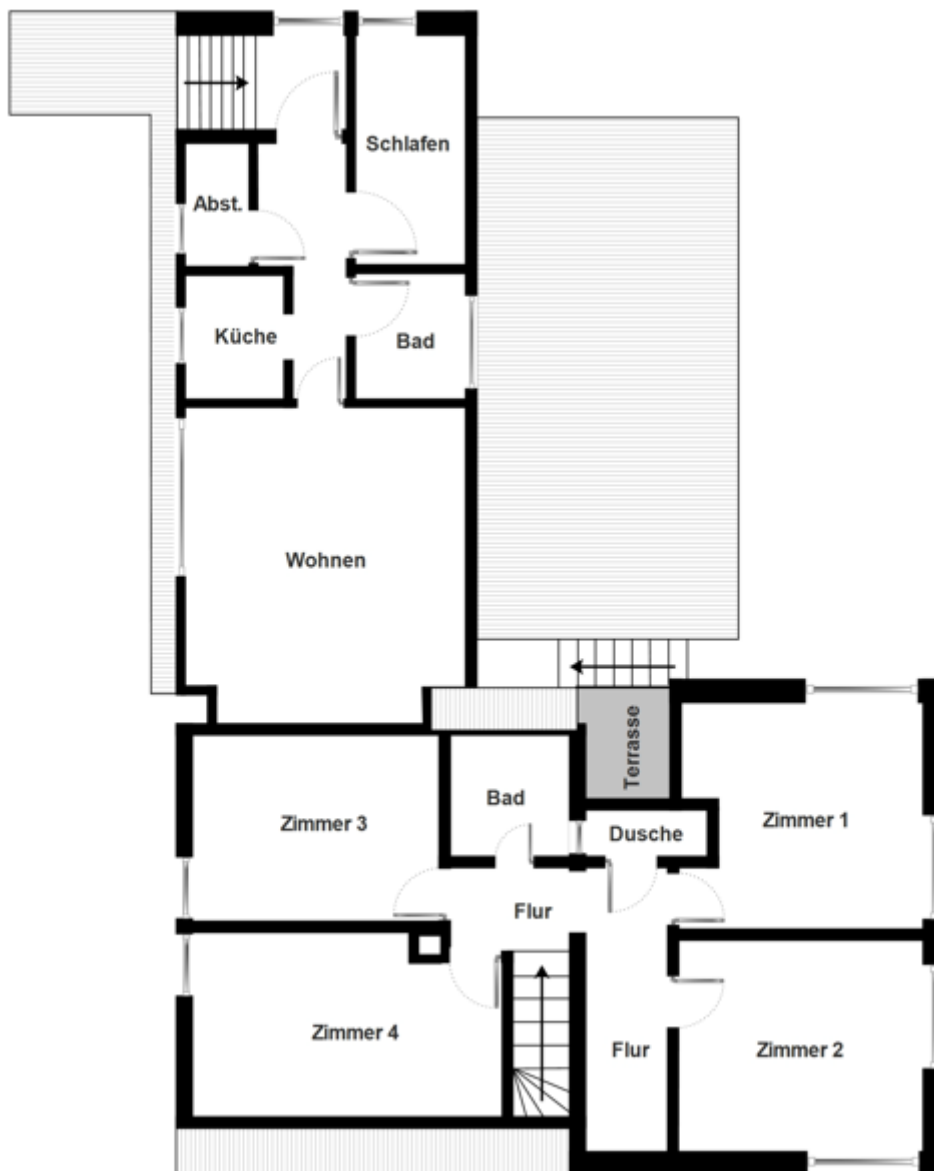 Schlafen
Abst.
Küche
Bad
Wohnen
Terrasse
Zimmer 3
Bad
Dusche
Zimmer 1
Flur
Zimmer 4
Flur
Zimmer 2